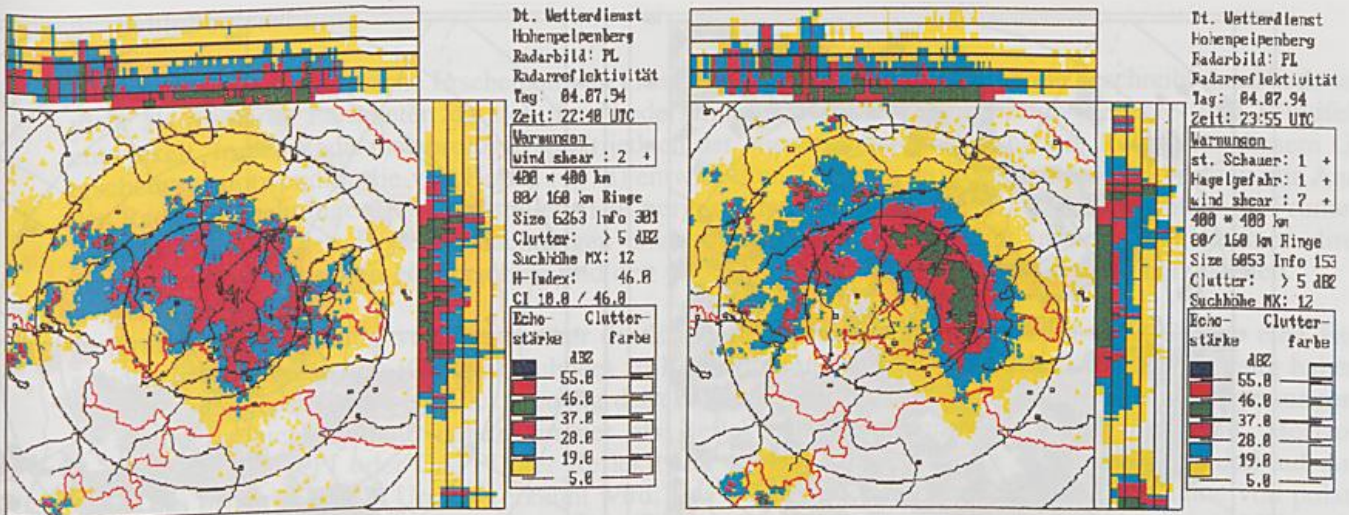 Dt. Wetterdienst
Hohenpeipenberg
Radarbild: PL
Radarreflektivität
Tag: 04.07.94
Zeit: 22:40 UTC
Warnungen
wind shear : 2 +
400 * 400 km
80/ 160 km Ringe
Size 6263 Info 301
Clutter: > 5 dBZ
Suchhöhe MX: 12
H-Index: 46.0
CI 10.0 / 46.0
Echo- Clutter-
stärke farbe
dBZ
55.0
46.0
37.0
28.0
19.0
5.0
Dt. Wetterdienst
Hohenpeipenberg
Radarbild: PL
Radarreflektivität
Tag: 04.07.94
Zeit: 23:55 UTC
Warnungen
st. Schauer: 1 +
Hagelgefahr: 1 +
wind shear : 7 +
400 * 400 km
80/ 160 km Ringe
Size 6053 Info 153
Clutter: > 5 dBZ
Suchhöhe MX: 12
Echo- Clutter-
stärke farbe
dBZ
55.0
46.0
37.0
28.0
19.0
5.0